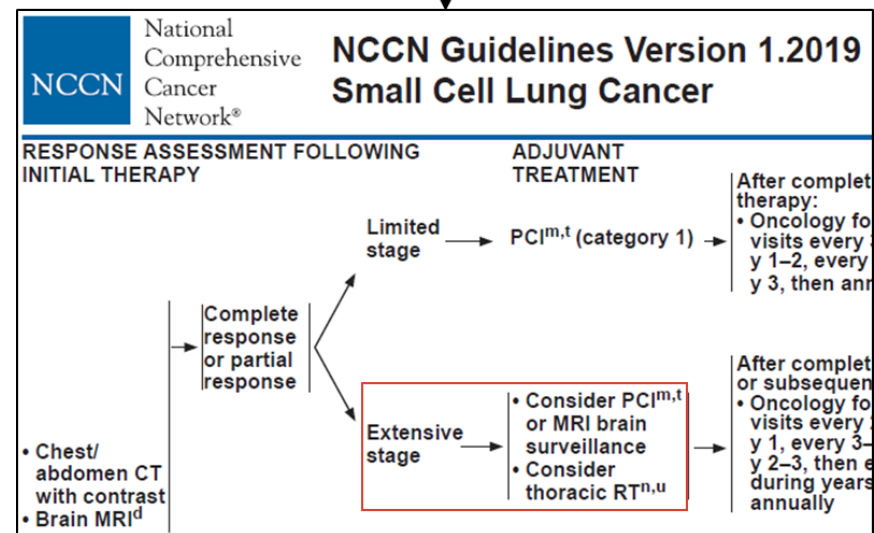 NCCN
National
Comprehensive
Cancer
Network®
NCCN Guidelines Version 1.2019
Small Cell Lung Cancer
RESPONSE ASSESSMENT FOLLOWING
INITIAL THERAPY
ADJUVANT
TREATMENT
• Chest/
abdomen CT
with contrast
• Brain MRIᵈ
Complete
response
or partial
response
Limited
stage
PCIᵐ,ᵗ (category 1)
After complet
therapy:
• Oncology fo
visits every
y 1–2, every
y 3, then ann
Extensive
stage
• Consider PCIᵐ,ᵗ
or MRI brain
surveillance
• Consider
thoracic RTⁿ,ᵘ
After complet
or subsequen
• Oncology fo
visits every
y 1, every 3–
y 2–3, then e
during years
annually